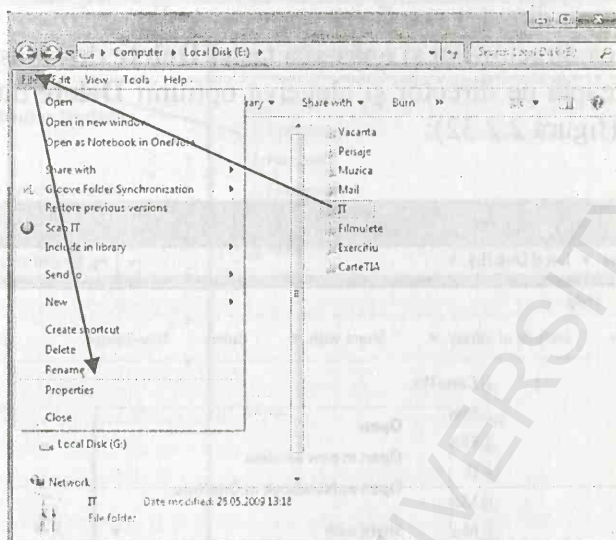 Computer ▸ Local Disk (E:) ▸
Search Local Disk (E:)
File Edit View Tools Help
rary Share with Burn »
Open
Open in new window
Open as Notebook in OneNote
Share with
Groove Folder Synchronization
Restore previous versions
Scan IT
Include in library
Send to
New
Create shortcut
Delete
Rename
Properties
Close
Local Disk (G:)
Network
Vacanta
Peisaje
Muzica
Mail
IT
Filmulete
Exercitiu
CarteTIA
IT Date modified: 25.05.2009 13:18
File folder